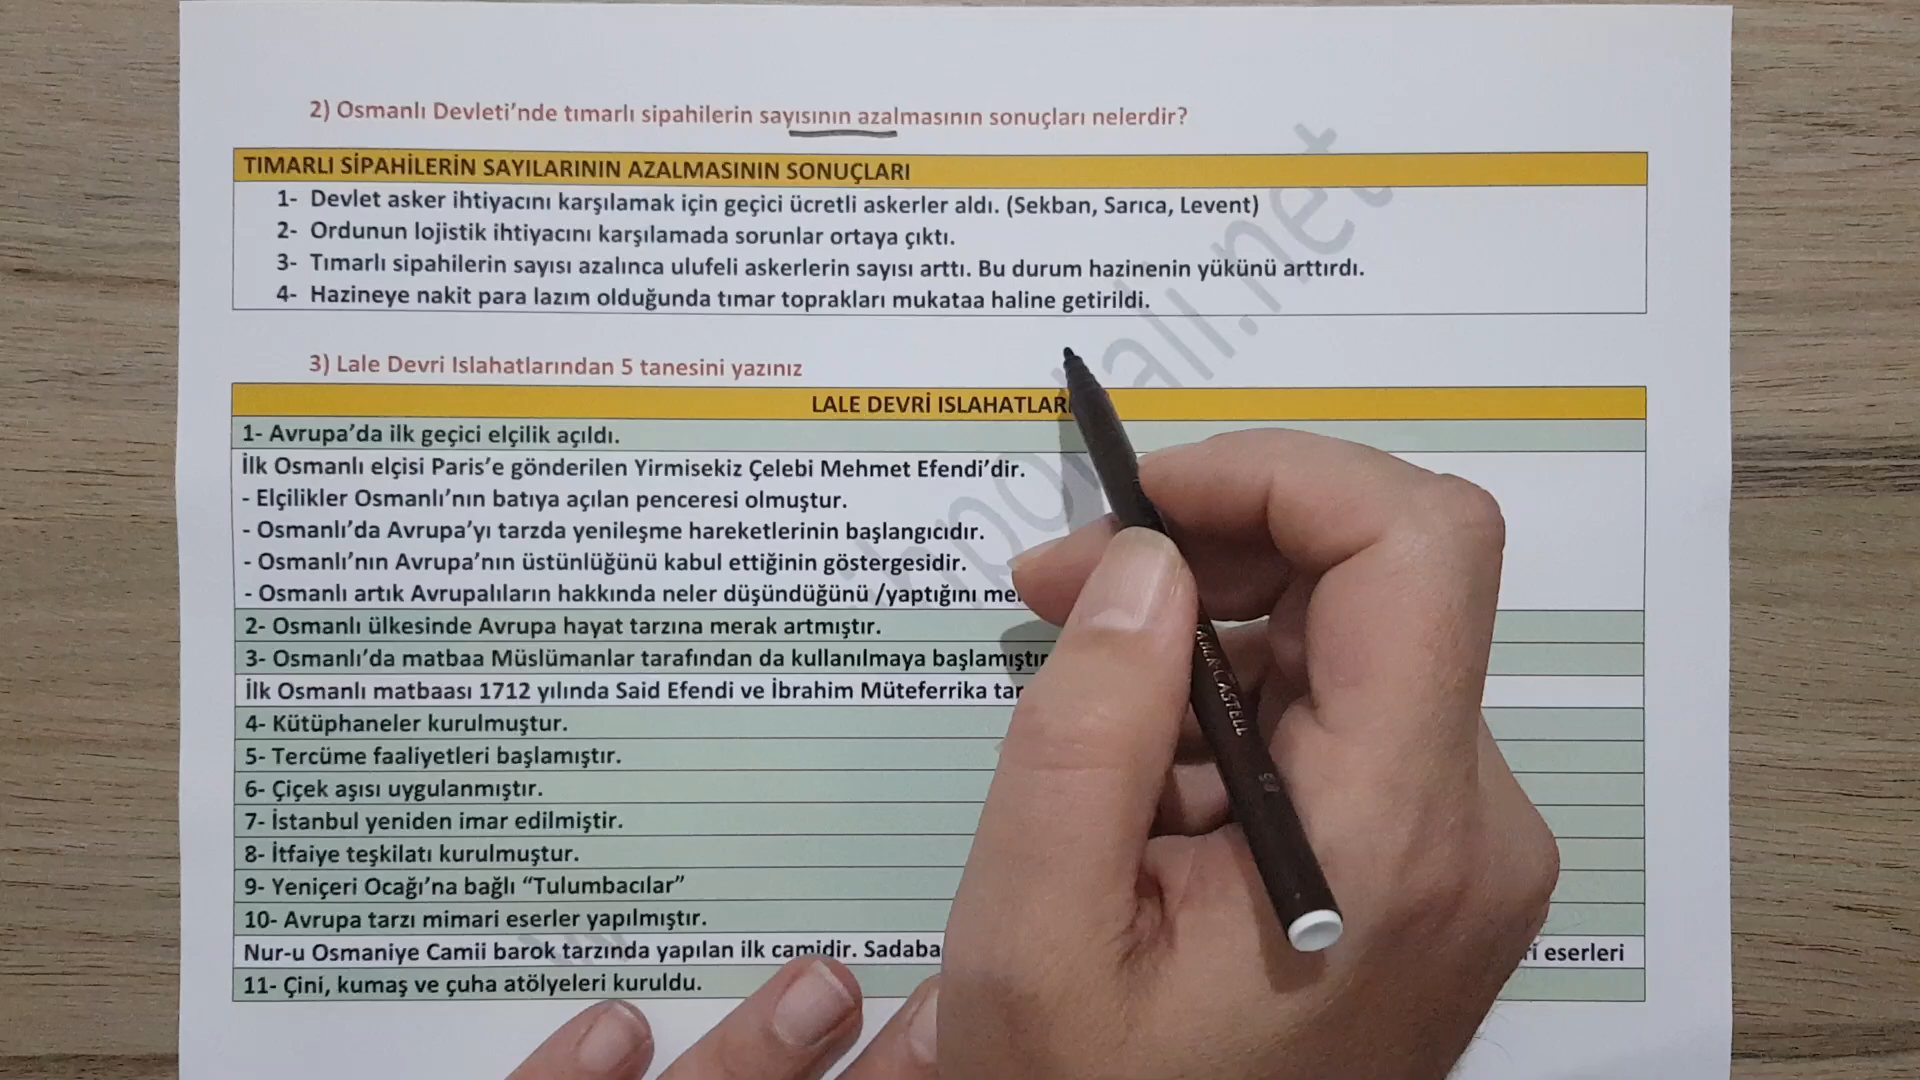 2) Osmanlı Devleti'nde tımarlı sipahilerin sayısının azalmasının sonuçları nelerdir?
TIMARLI SİPAHİLERİN SAYILARININ AZALMASININ SONUÇLARI
1- Devlet asker ihtiyacını karşılamak için geçici ücretli askerler aldı. (Sekban, Sarıca, Levent)
2- Ordunun lojistik ihtiyacını karşılamada sorunlar ortaya çıktı.
3- Tımarlı sipahilerin sayısı azalınca ulufeli askerlerin sayısı arttı. Bu durum hazinenin yükünü arttırdı.
4- Hazineye nakit para lazım olduğunda tımar toprakları mukataa haline getirildi.
3) Lale Devri Islahatlarından 5 tanesini yazınız
LALE DEVRİ ISLAHATLARI
1- Avrupa'da ilk geçici elçilik açıldı.
İlk Osmanlı elçisi Paris'e gönderilen Yirmisekiz Çelebi Mehmet Efendi'dir.
- Elçilikler Osmanlı'nın batıya açılan penceresi olmuştur.
- Osmanlı'da Avrupa'yı tarzda yenileşme hareketlerinin başlangıcıdır.
- Osmanlı'nın Avrupa'nın üstünlüğünü kabul ettiğinin göstergesidir.
- Osmanlı artık Avrupalıların hakkında neler düşündüğünü /yaptığını
2- Osmanlı ülkesinde Avrupa hayat tarzına merak artmıştır.
3- Osmanlı'da matbaa Müslümanlar tarafından da kullanılmaya başlamıştır
İlk Osmanlı matbaası 1712 yılında Said Efendi ve İbrahim Müteferrika
4- Kütüphaneler kurulmuştur.
5- Tercüme faaliyetleri başlamıştır.
6- Çiçek aşısı uygulanmıştır.
7- İstanbul yeniden imar edilmiştir.
8- İtfaiye teşkilatı kurulmuştur.
9- Yeniçeri Ocağı'na bağlı "Tulumbacılar"
10- Avrupa tarzı mimari eserler yapılmıştır.
Nur-u Osmaniye Camii barok tarzında yapılan ilk camidir. eserleri
11- Çini, kumaş ve çuha atölyeleri kuruldu.